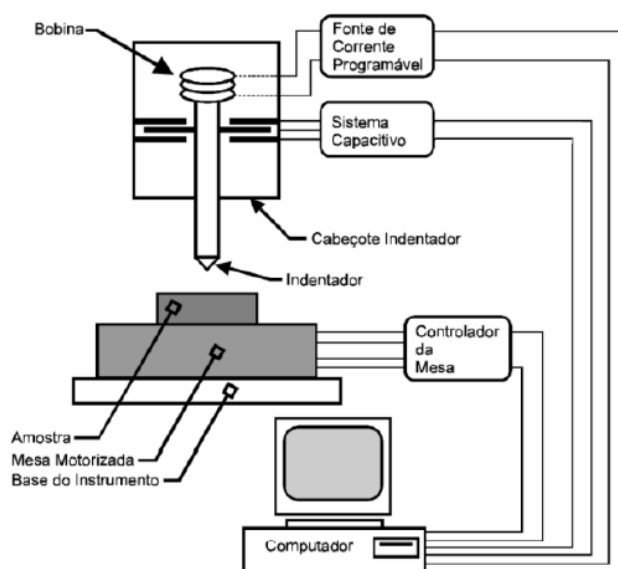 Bobina
Fonte de
Corrente
Programável
Sistema
Capacitivo
Cabeçote Indentador
Indentador
Controlador
da
Mesa
Amostra
Mesa Motorizada
Base do Instrumento
Computador